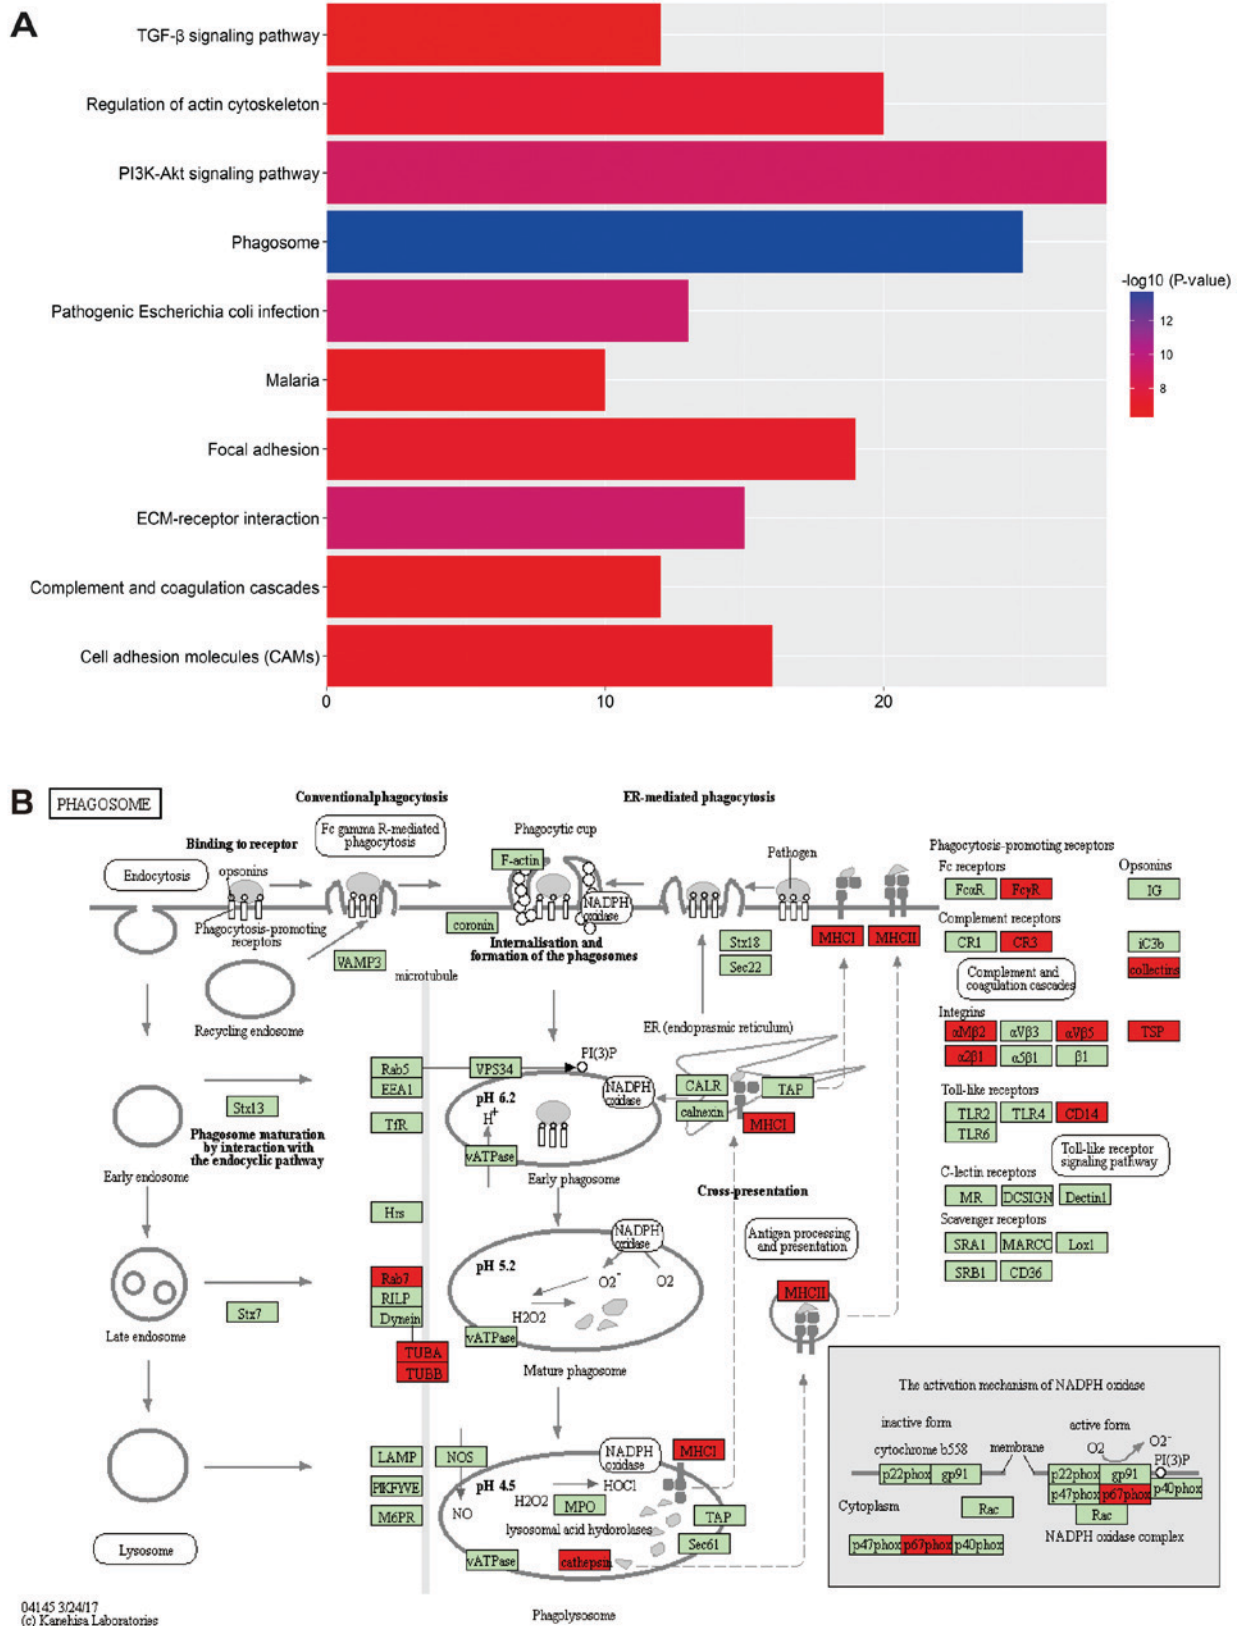 A
TGF-β signaling pathway
Regulation of actin cytoskeleton
PI3K-Akt signaling pathway
Phagosome
Pathogenic Escherichia coli infection
Malaria
Focal adhesion
ECM-receptor interaction
Complement and coagulation cascades
Cell adhesion molecules (CAMs)
0 10 20
-log10 (P-value)
12
10
8
B
PHAGOSOME
Conventionalphagocytosis
ER-mediated phagocytosis
Binding to receptor
Fc gamma R-mediated
phagocytosis
Phagocytic cup
Endocytosis
opsonins
F-actin
Pathogen
NADPH
oxidase
Phagocytosis-promoting
receptors
coronin
Internalisation and
formation of the phagosomes
Stx18
Sec22
MHCI
MHCII
VAMP3
microtubule
Recycling endosome
ER (endoprasmic reticulum)
Phagocytosis-promoting receptors
Fc receptors
Opsonins
FcαR
FcγR
IG
Complement receptors
CR1
CR3
iC3b
Complement and
coagulation cascades
collectins
Integrins
αMβ2
αVβ3
αVβ5
TSP
α2β1
α5β1
β1
Toll-like receptors
TLR2
TLR4
CD14
TLR6
Toll-like receptor
signaling pathway
C-lectin receptors
MR
DCSIGN
Dectin1
Scavenger receptors
SRA1
MARCO
Lox1
SRB1
CD36
Rab5
EEA1
VPS34
PI(3)P
TfR
NADPH
oxidase
pH 6.2
H+
vATPase
CALR
calnexin
TAP
MHCI
Stx13
Phagosome maturation
by interaction with
the endocyclic pathway
Early endosome
Early phagosome
Cross-presentation
Hrs
NADPH
oxidase
Antigen processing
and presentation
pH 5.2
O2-
O2
H2O2
vATPase
MHCII
Rab7
RILP
Dynein
Stx7
TUBA
TUBB
Late endosome
Mature phagosome
LAMP
NOS
PIKFYVE
M6PR
NO
NADPH
oxidase
MHCI
pH 4.5
HOCl
H2O2
MPO
lysosomal acid hydorolases
TAP
Sec61
vATPase
cathepsin
Lysosome
Phagolysosome
The activation mechanism of NADPH oxidase
inactive form
active form
cytochrome b558
membrane
O2
O2-
PI(3)P
p22phox
gp91
p22phox
gp91
p47phox
p67phox
p40phox
Cytoplasm
Rac
Rac
NADPH oxidase complex
p47phox
p67phox
p40phox
04145 3/24/17
(c) Kanehisa Laboratories